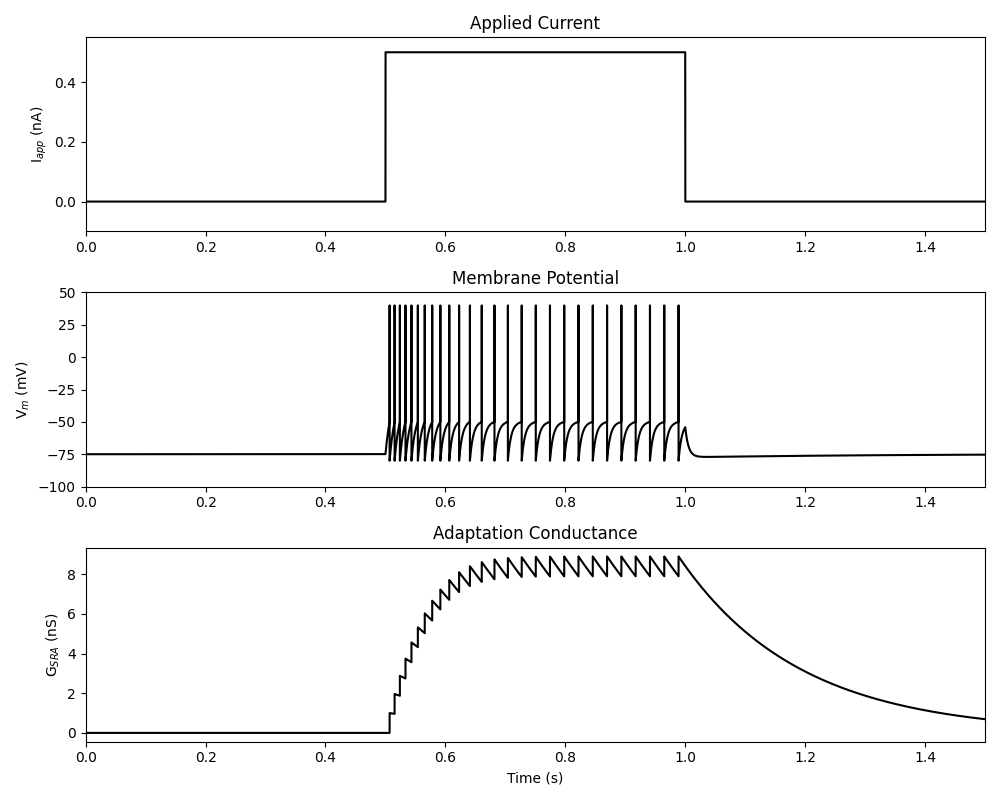 Applied Current
I_app (nA)
0.4
0.2
0.0
0.0 0.2 0.4 0.6 0.8 1.0 1.2 1.4
Membrane Potential
V_m (mV)
50
25
0
−25
−50
−75
−100
0.0 0.2 0.4 0.6 0.8 1.0 1.2 1.4
Adaptation Conductance
G_SRA (nS)
8
6
4
2
0
0.0 0.2 0.4 0.6 0.8 1.0 1.2 1.4
Time (s)